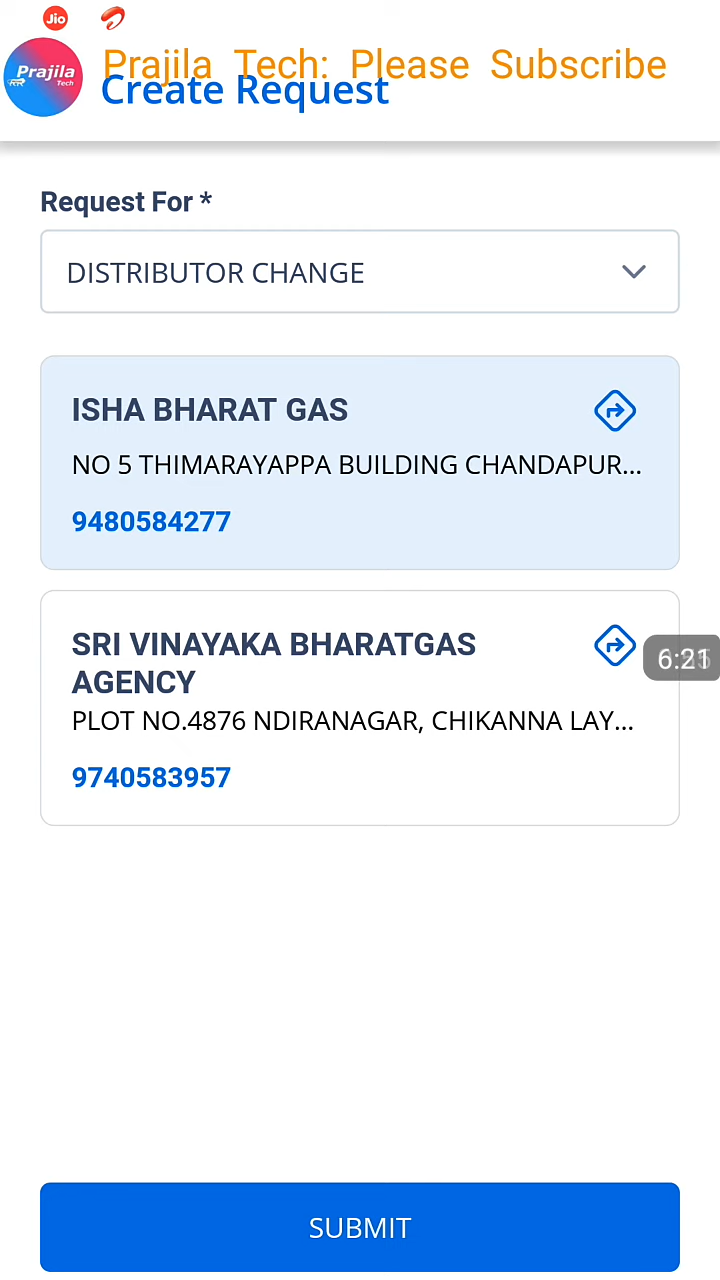 Jio
Prajila Tech
Prajila Tech: Please Subscribe
Create Request
Request For *
DISTRIBUTOR CHANGE
ISHA BHARAT GAS
NO 5 THIMARAYAPPA BUILDING CHANDAPUR...
9480584277
SRI VINAYAKA BHARATGAS
AGENCY
PLOT NO.4876 NDIRANAGAR, CHIKANNA LAY...
9740583957
6:21
SUBMIT